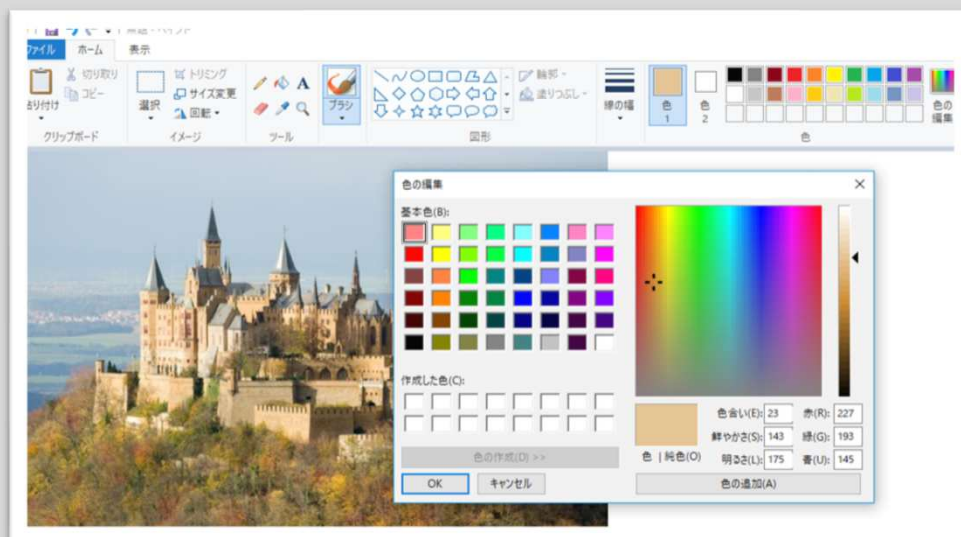 ファイル ホーム 表示
貼り付け
切り取り
コピー
クリップボード
選択
トリミング
サイズ変更
回転
イメージ
A
ツール
ブラシ
輪郭
塗りつぶし
図形
線の幅
色
1
色
2
色
色の
編集
色の編集
基本色(B):
作成した色(C):
色の作成(D) >>
OK キャンセル
色 | 純色(O)
色合い(E): 23 赤(R): 227
鮮やかさ(S): 143 緑(G): 193
明るさ(L): 175 青(U): 145
色の追加(A)